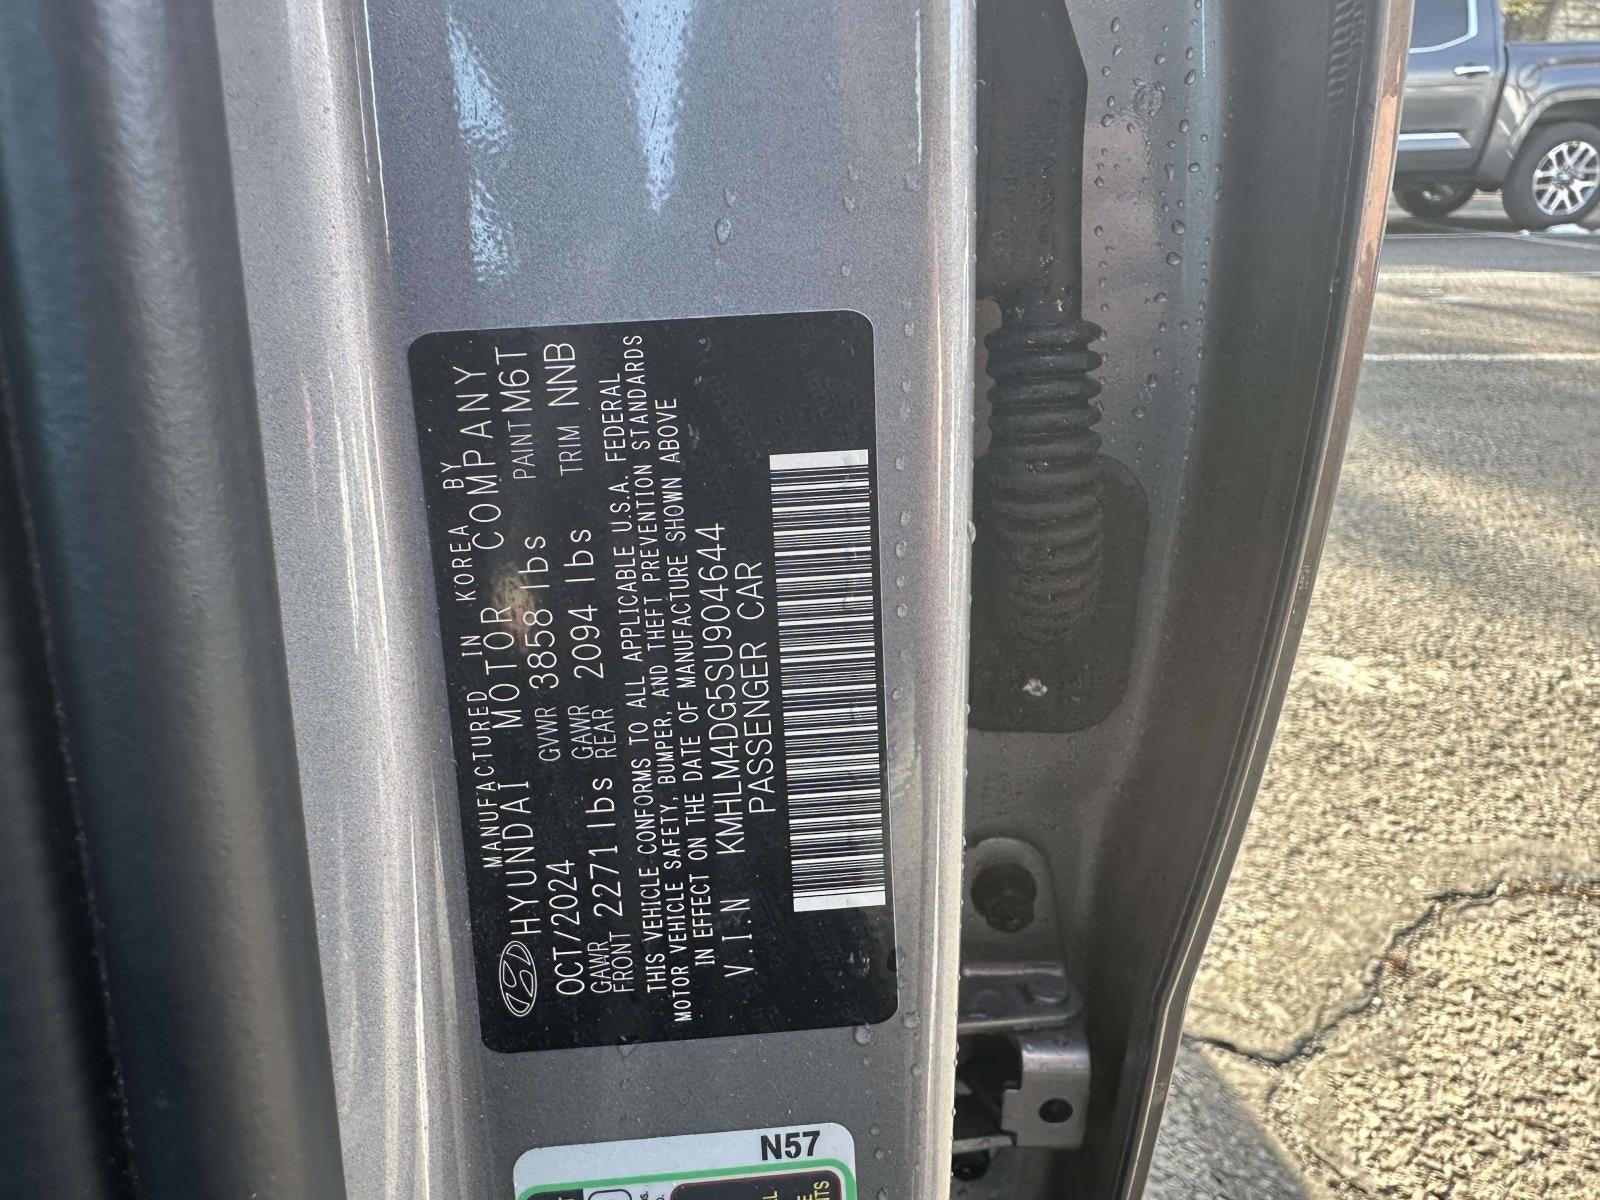 MANUFACTURED IN KOREA BY
HYUNDAI MOTOR COMPANY
OCT/2024 GVWR 3858 lbs PAINT M6T
GAWR FRONT 2271 lbs GAWR REAR 2094 lbs TRIM NNB
THIS VEHICLE CONFORMS TO ALL APPLICABLE U.S.A. FEDERAL
MOTOR VEHICLE SAFETY, BUMPER, AND THEFT PREVENTION STANDARDS
IN EFFECT ON THE DATE OF MANUFACTURE SHOWN ABOVE
V.I.N KMHLM4DG5SU904644
PASSENGER CAR
N57